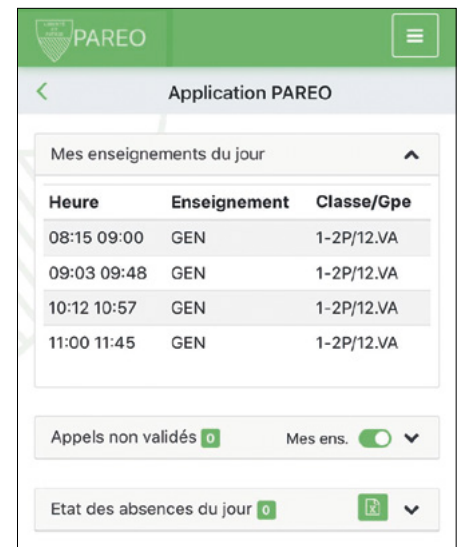 LIBERTÉ
ET
PATRIE
PAREO
Application PAREO
Mes enseignements du jour
Heure Enseignement Classe/Gpe
08:15 09:00 GEN 1-2P/12.VA
09:03 09:48 GEN 1-2P/12.VA
10:12 10:57 GEN 1-2P/12.VA
11:00 11:45 GEN 1-2P/12.VA
Appels non validés 0 Mes ens.
Etat des absences du jour 0